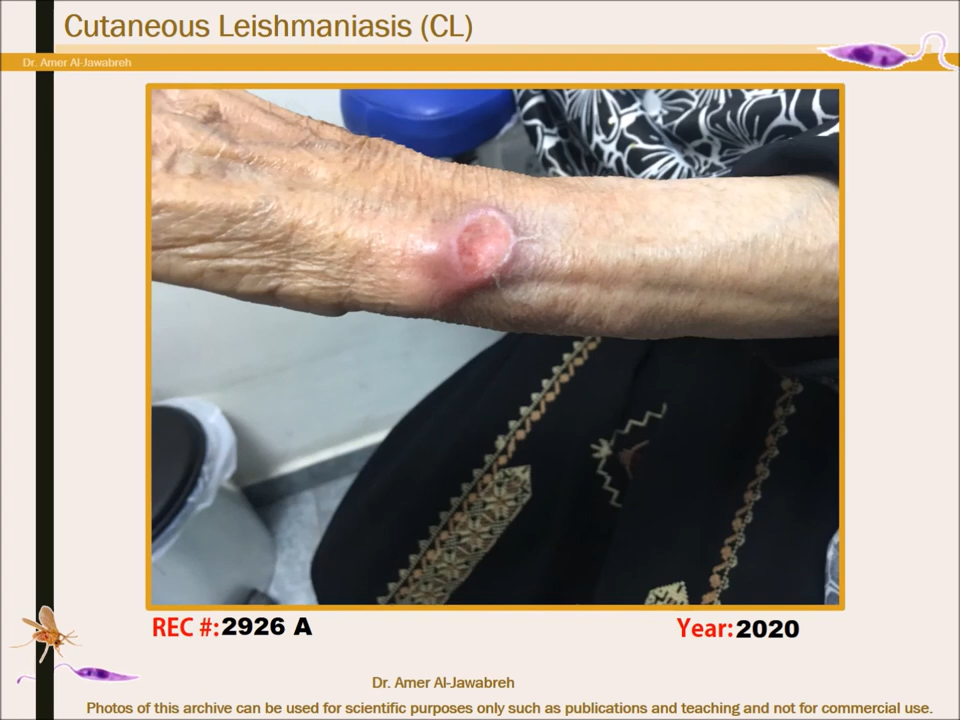 Cutaneous Leishmaniasis (CL)
Dr. Amer Al-Jawabreh
REC #:2926 A
Year:2020
Dr. Amer Al-Jawabreh
Photos of this archive can be used for scientific purposes only such as publications and teaching and not for commercial use.